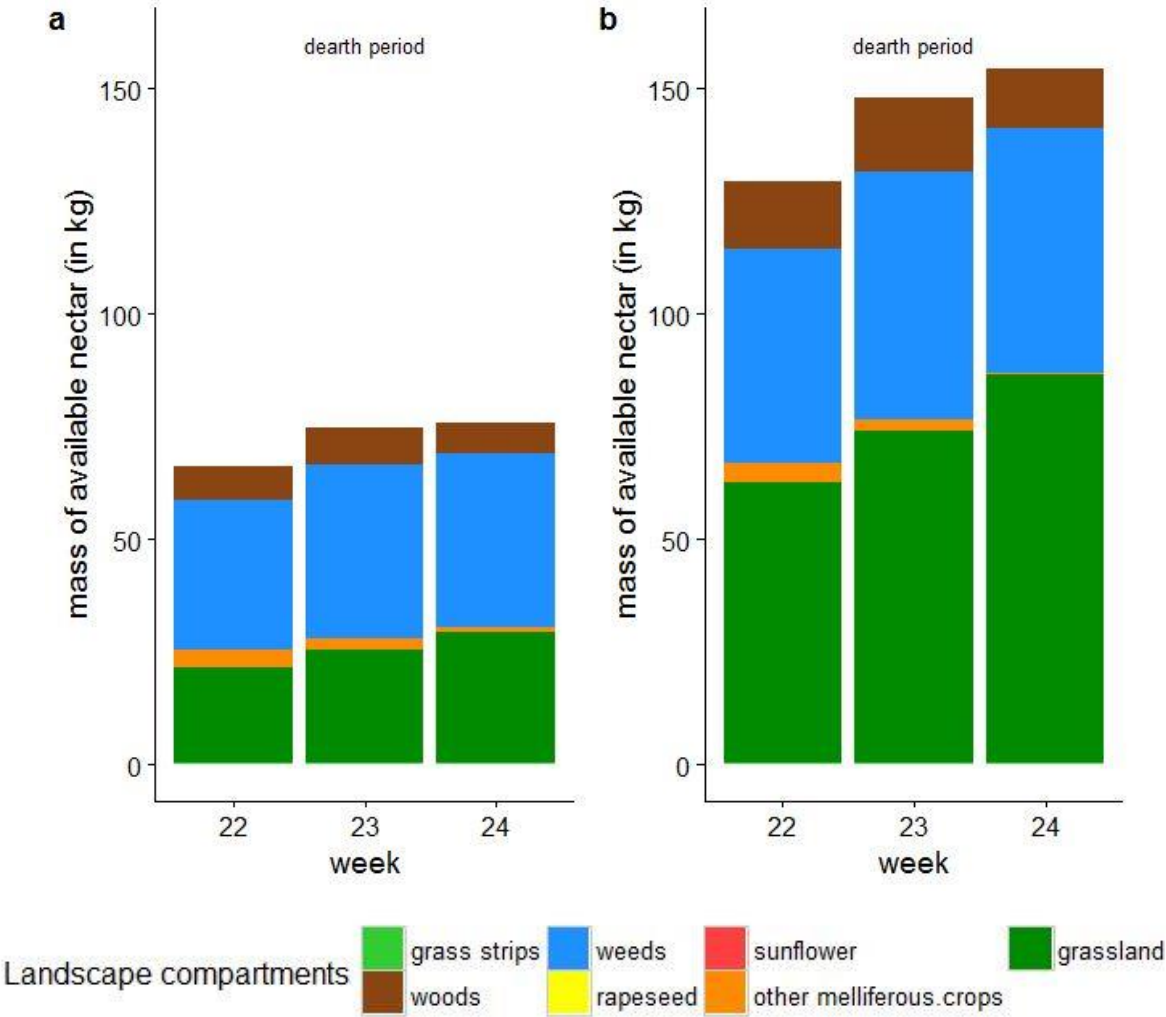 a
dearth period
150
100
50
0
mass of available nectar (in kg)
22 23 24
week
b
dearth period
150
100
50
0
mass of available nectar (in kg)
22 23 24
week
Landscape compartments
grass strips weeds sunflower grassland
woods rapeseed other melliferous.crops